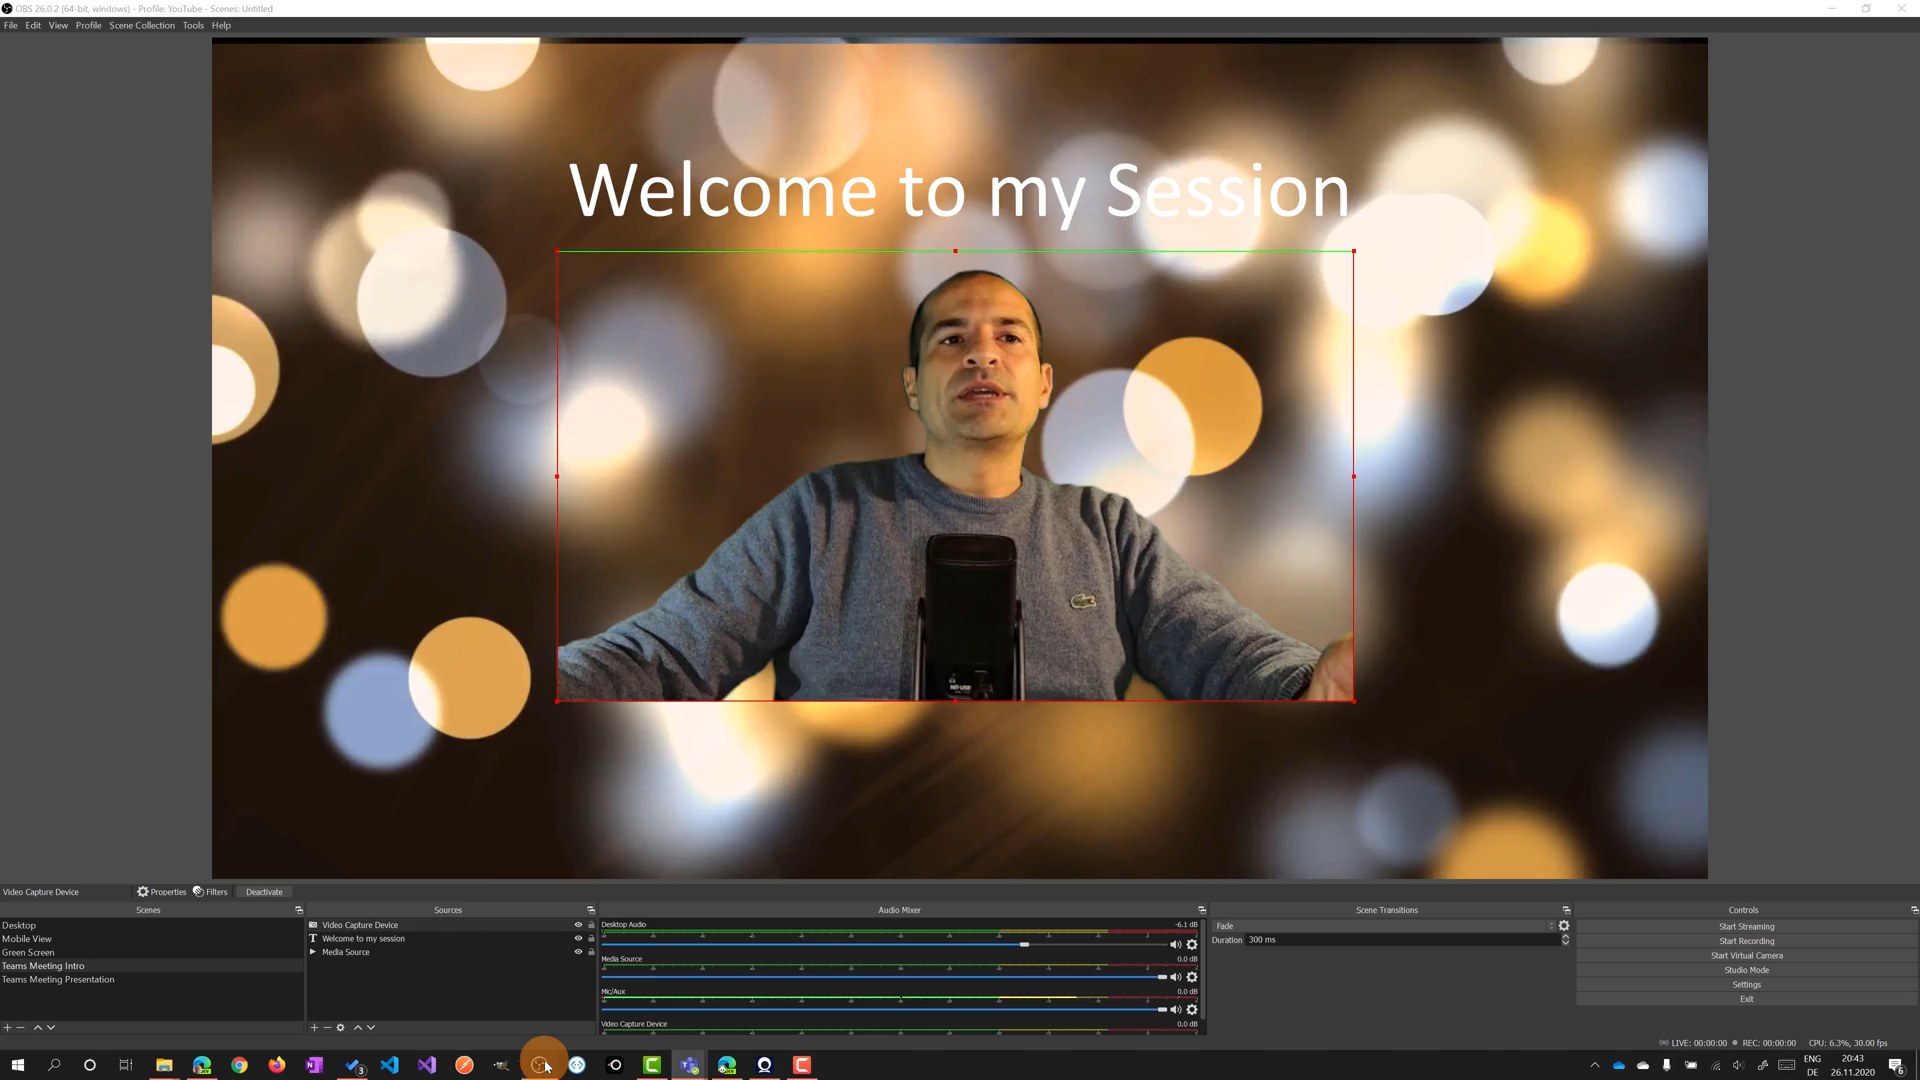 OBS 26.0.2 (64-bit, windows) - Profile: YouTube - Scenes: Untitled
File Edit View Profile Scene Collection Tools Help
Welcome to my Session
Video Capture Device
Properties
Filters
Deactivate
Scenes
Desktop
Mobile View
Green Screen
Teams Meeting Intro
Teams Meeting Presentation
Sources
Video Capture Device
Welcome to my session
Media Source
Audio Mixer
Desktop Audio -6.1 dB
Media Source 0.0 dB
Mic/Aux 0.0 dB
Video Capture Device 0.0 dB
Scene Transitions
Fade
Duration 300 ms
Controls
Start Streaming
Start Recording
Start Virtual Camera
Studio Mode
Settings
Exit
LIVE: 00:00:00 REC: 00:00:00 CPU: 6.3%, 30.00 fps
3
ENG
DE
20:43
26.11.2020
6